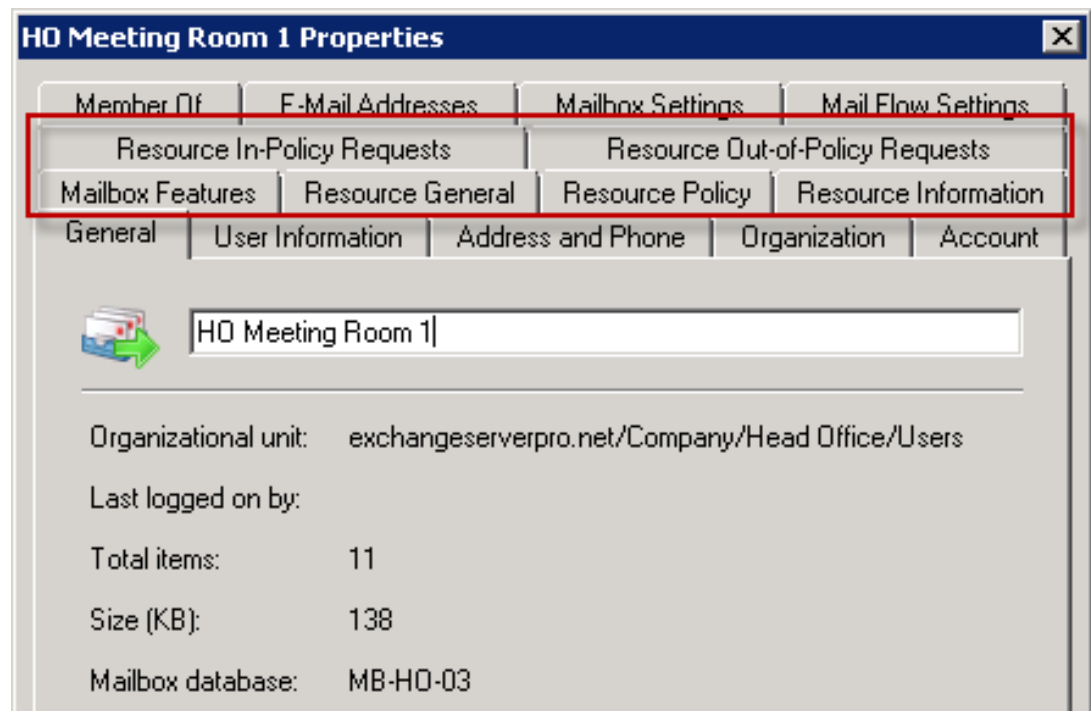 HO Meeting Room 1 Properties
Member Of E-Mail Addresses Mailbox Settings Mail Flow Settings
Resource In-Policy Requests Resource Out-of-Policy Requests
Mailbox Features Resource General Resource Policy Resource Information
General User Information Address and Phone Organization Account
HO Meeting Room 1
Organizational unit: exchangeserverpro.net/Company/Head Office/Users
Last logged on by:
Total items: 11
Size (KB): 138
Mailbox database: MB-HO-03